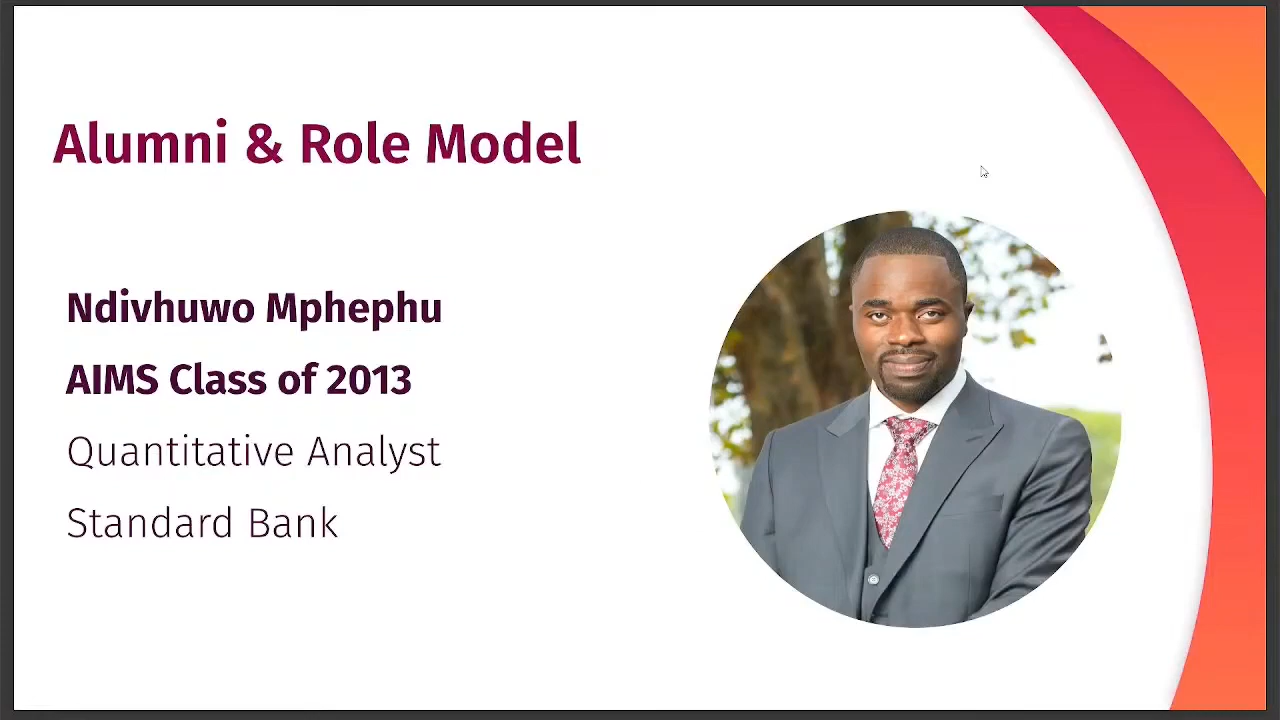 Alumni & Role Model
Ndivhuwo Mphephu
AIMS Class of 2013
Quantitative Analyst
Standard Bank